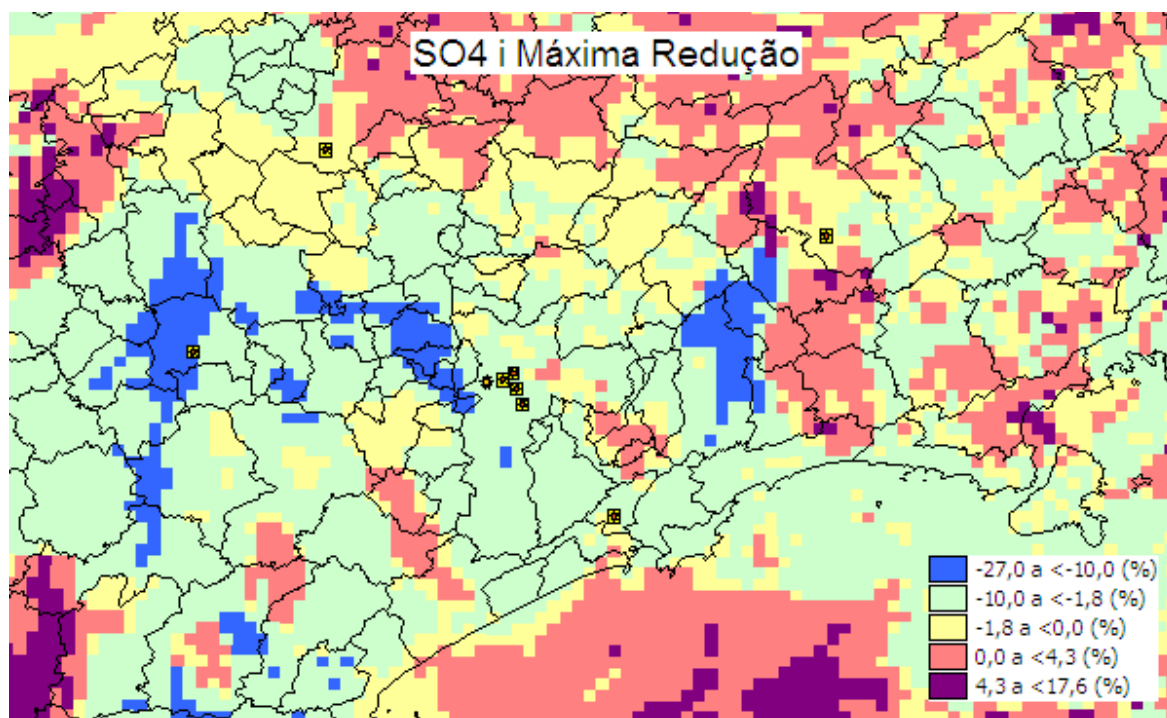 SO4 i Máxima Redução
-27,0 a <-10,0 (%)
-10,0 a <-1,8 (%)
-1,8 a <0,0 (%)
0,0 a <4,3 (%)
4,3 a <17,6 (%)